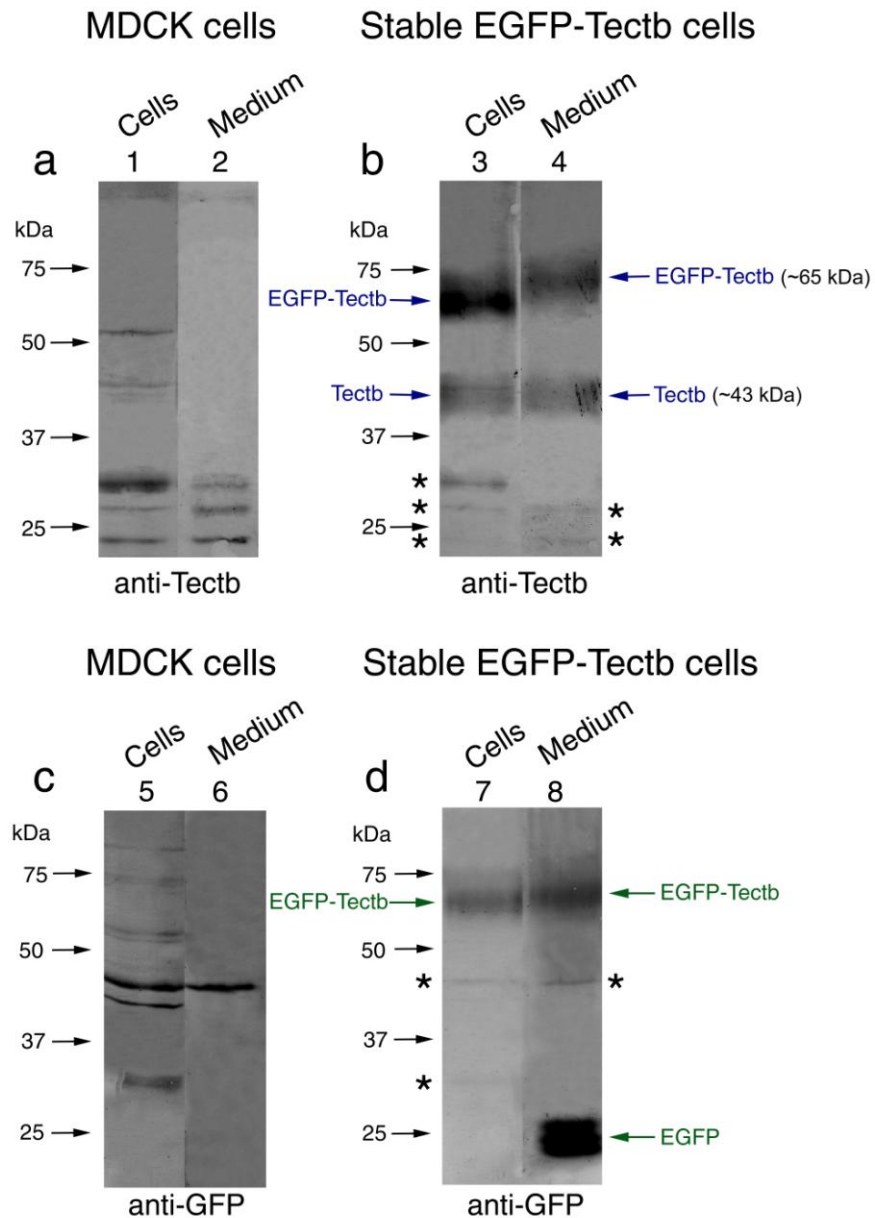 MDCK cells
Stable EGFP-Tectb cells
Cells
Medium
Cells
Medium
a
1
2
b
3
4
kDa
75
50
37
25
kDa
75
50
37
25
EGFP-Tectb
Tectb
EGFP-Tectb (~65 kDa)
Tectb (~43 kDa)
*
*
*
*
*
anti-Tectb
anti-Tectb
MDCK cells
Stable EGFP-Tectb cells
Cells
Medium
Cells
Medium
c
5
6
d
7
8
kDa
75
50
37
25
kDa
75
50
37
25
EGFP-Tectb
EGFP-Tectb
*
*
*
EGFP
anti-GFP
anti-GFP